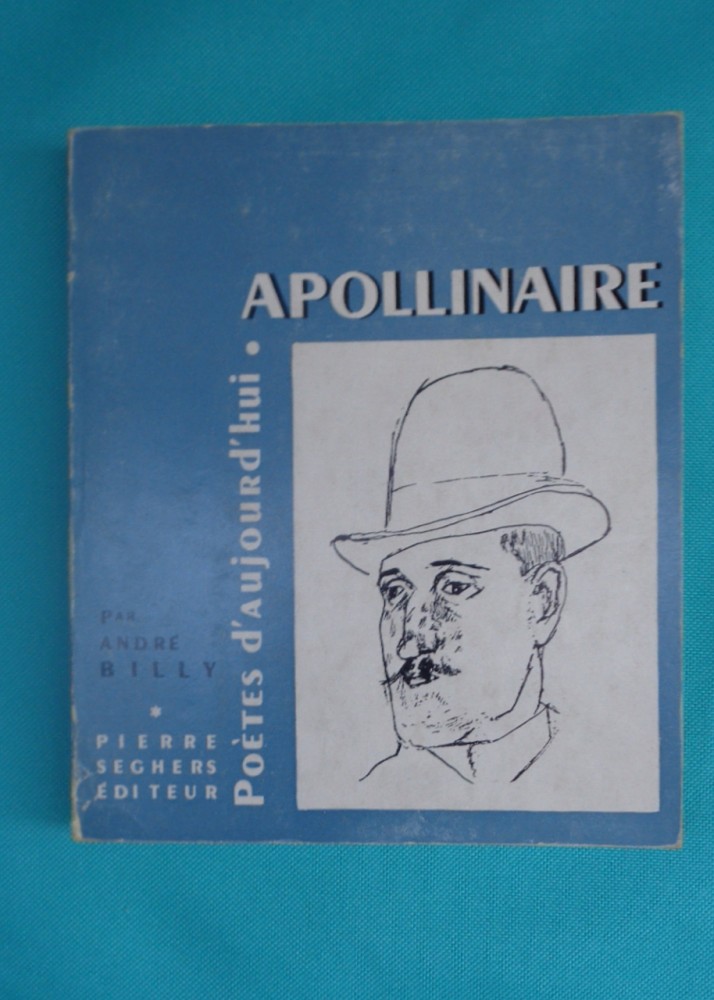 APOLLINAIRE
POÈTES d'AUJOURd'HUI •
PAR
ANDRÉ
BILLY
*
PIERRE
SEGHERS
ÉDITEUR